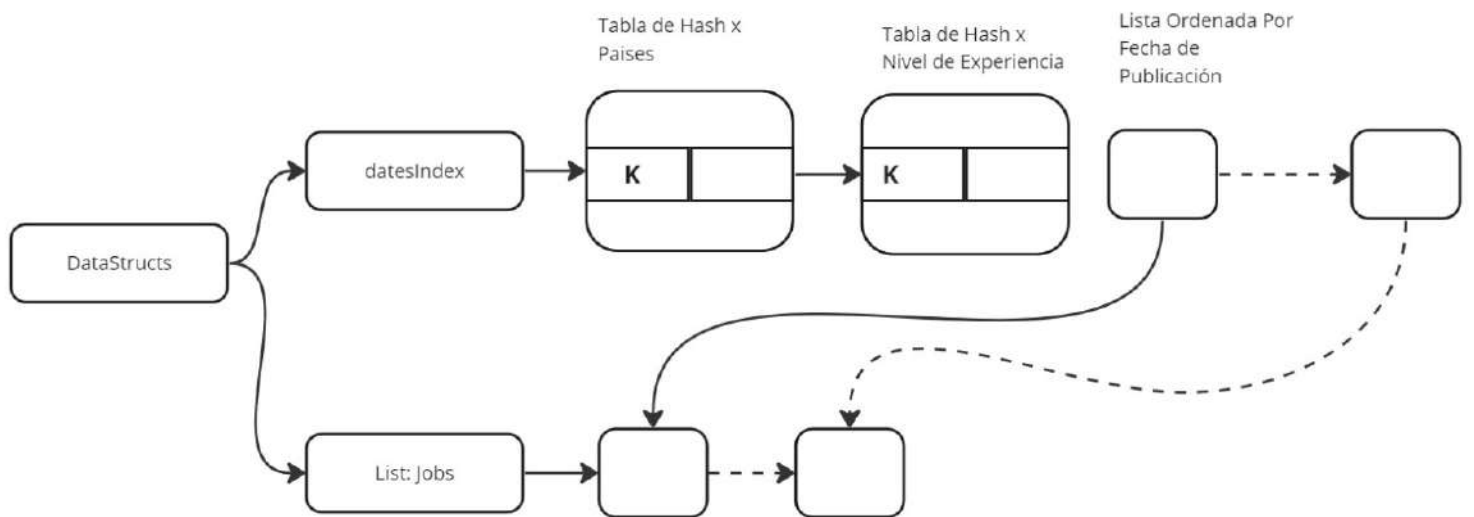 Tabla de Hash x
Paises
Tabla de Hash x
Nivel de Experiencia
Lista Ordenada Por
Fecha de
Publicación
datesIndex
K
K
DataStructs
List: Jobs